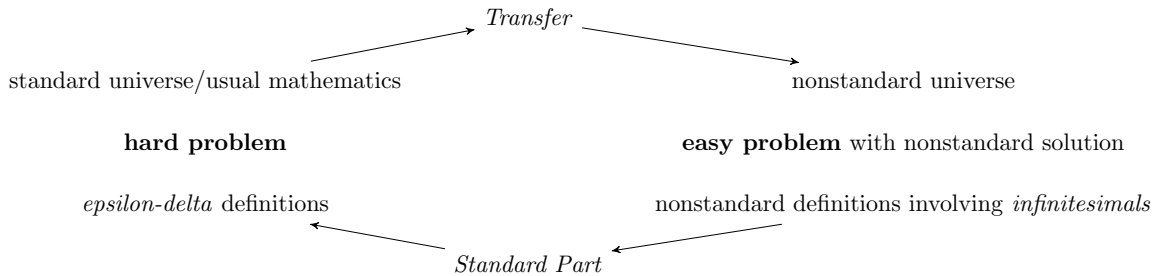 Transfer
standard universe/usual mathematics
nonstandard universe
hard problem
easy problem with nonstandard solution
epsilon-delta definitions
nonstandard definitions involving infinitesimals
Standard Part